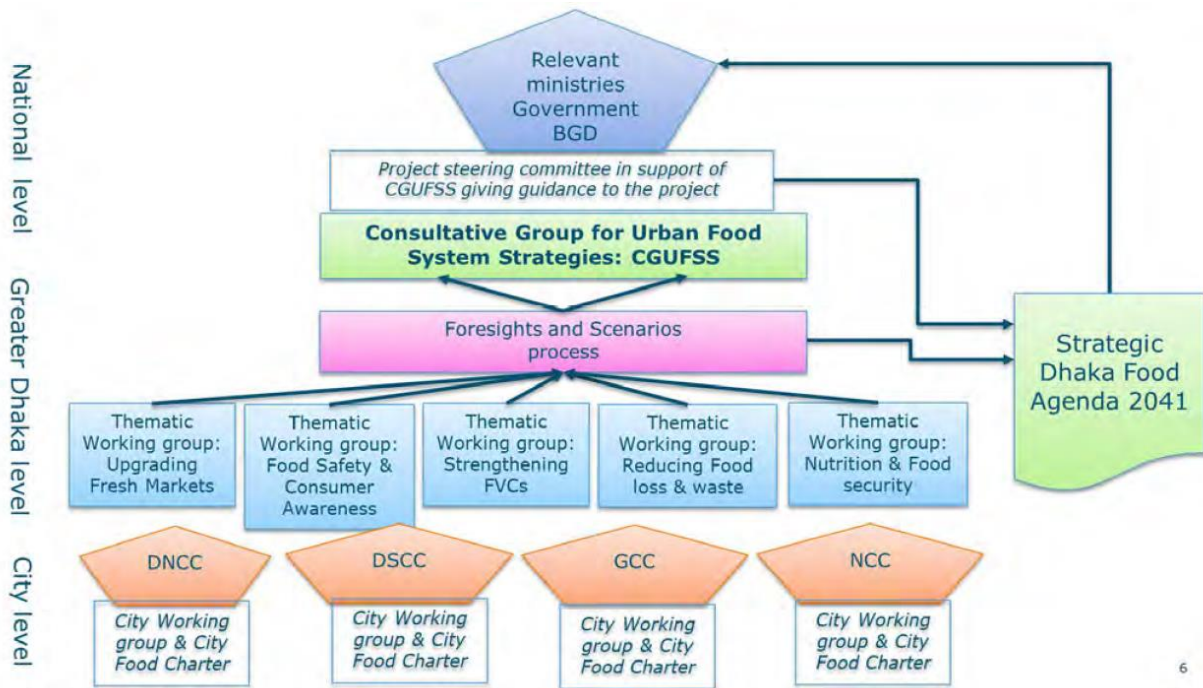 National level
Relevant
ministries
Government
BGD
Project steering committee in support of
CGUFSS giving guidance to the project
Consultative Group for Urban Food
System Strategies: CGUFSS
Greater Dhaka level
Foresights and Scenarios
process
Strategic
Dhaka Food
Agenda 2041
Thematic
Working group:
Upgrading
Fresh Markets
Thematic
Working group:
Food Safety &
Consumer
Awareness
Thematic
Working group:
Strengthening
FVCs
Thematic
Working group:
Reducing Food
loss & waste
Thematic
Working group:
Nutrition & Food
security
City level
DNCC
City Working
group & City
Food Charter
DSCC
City Working
group & City
Food Charter
GCC
City Working
group & City
Food Charter
NCC
City Working
group & City
Food Charter
6